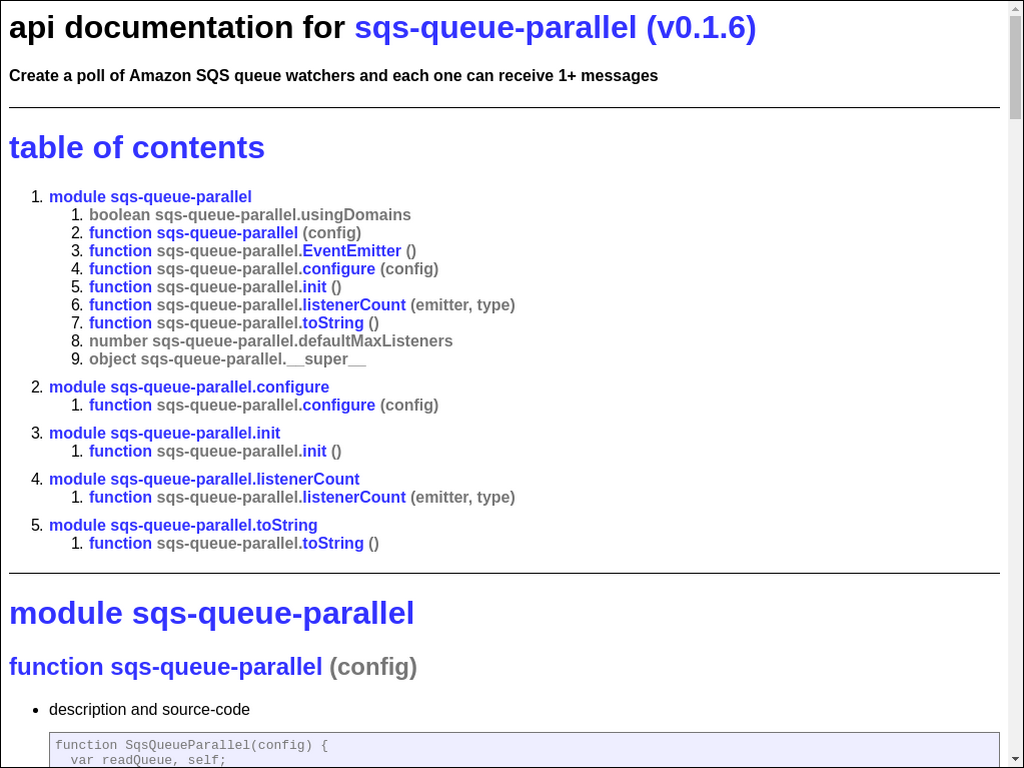 api documentation for sqs-queue-parallel (v0.1.6)
Create a poll of Amazon SQS queue watchers and each one can receive 1+ messages
table of contents
1. module sqs-queue-parallel
1. boolean sqs-queue-parallel.usingDomains
2. function sqs-queue-parallel (config)
3. function sqs-queue-parallel.EventEmitter ()
4. function sqs-queue-parallel.configure (config)
5. function sqs-queue-parallel.init ()
6. function sqs-queue-parallel.listenerCount (emitter, type)
7. function sqs-queue-parallel.toString ()
8. number sqs-queue-parallel.defaultMaxListeners
9. object sqs-queue-parallel.__super__
2. module sqs-queue-parallel.configure
1. function sqs-queue-parallel.configure (config)
3. module sqs-queue-parallel.init
1. function sqs-queue-parallel.init ()
4. module sqs-queue-parallel.listenerCount
1. function sqs-queue-parallel.listenerCount (emitter, type)
5. module sqs-queue-parallel.toString
1. function sqs-queue-parallel.toString ()
module sqs-queue-parallel
function sqs-queue-parallel (config)
• description and source-code
function SqsQueueParallel(config) {
var readQueue, self;